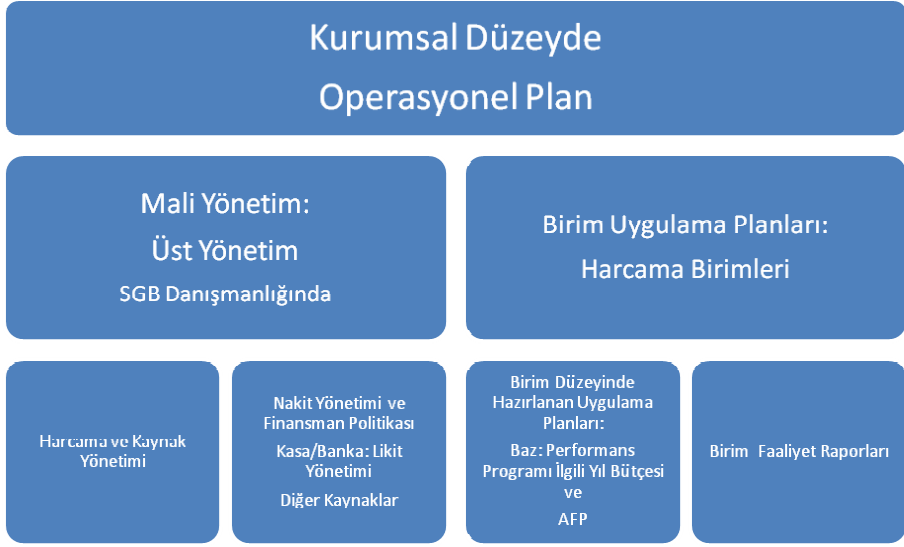 Kurumsal Düzeyde
Operasyonel Plan
Mali Yönetim:
Üst Yönetim
SGB Danışmanlığında
Birim Uygulama Planları:
Harcama Birimleri
Harcama ve Kaynak
Yönetimi
Nakit Yönetimi ve
Finansman Politikası
Kasa/Banka: Likit
Yönetimi
Diğer Kaynaklar
Birim Düzeyinde
Hazırlanan Uygulama
Planları:
Baz: Performans
Programı İlgili Yıl Bütçesi
ve
AFP
Birim Faaliyet Raporları